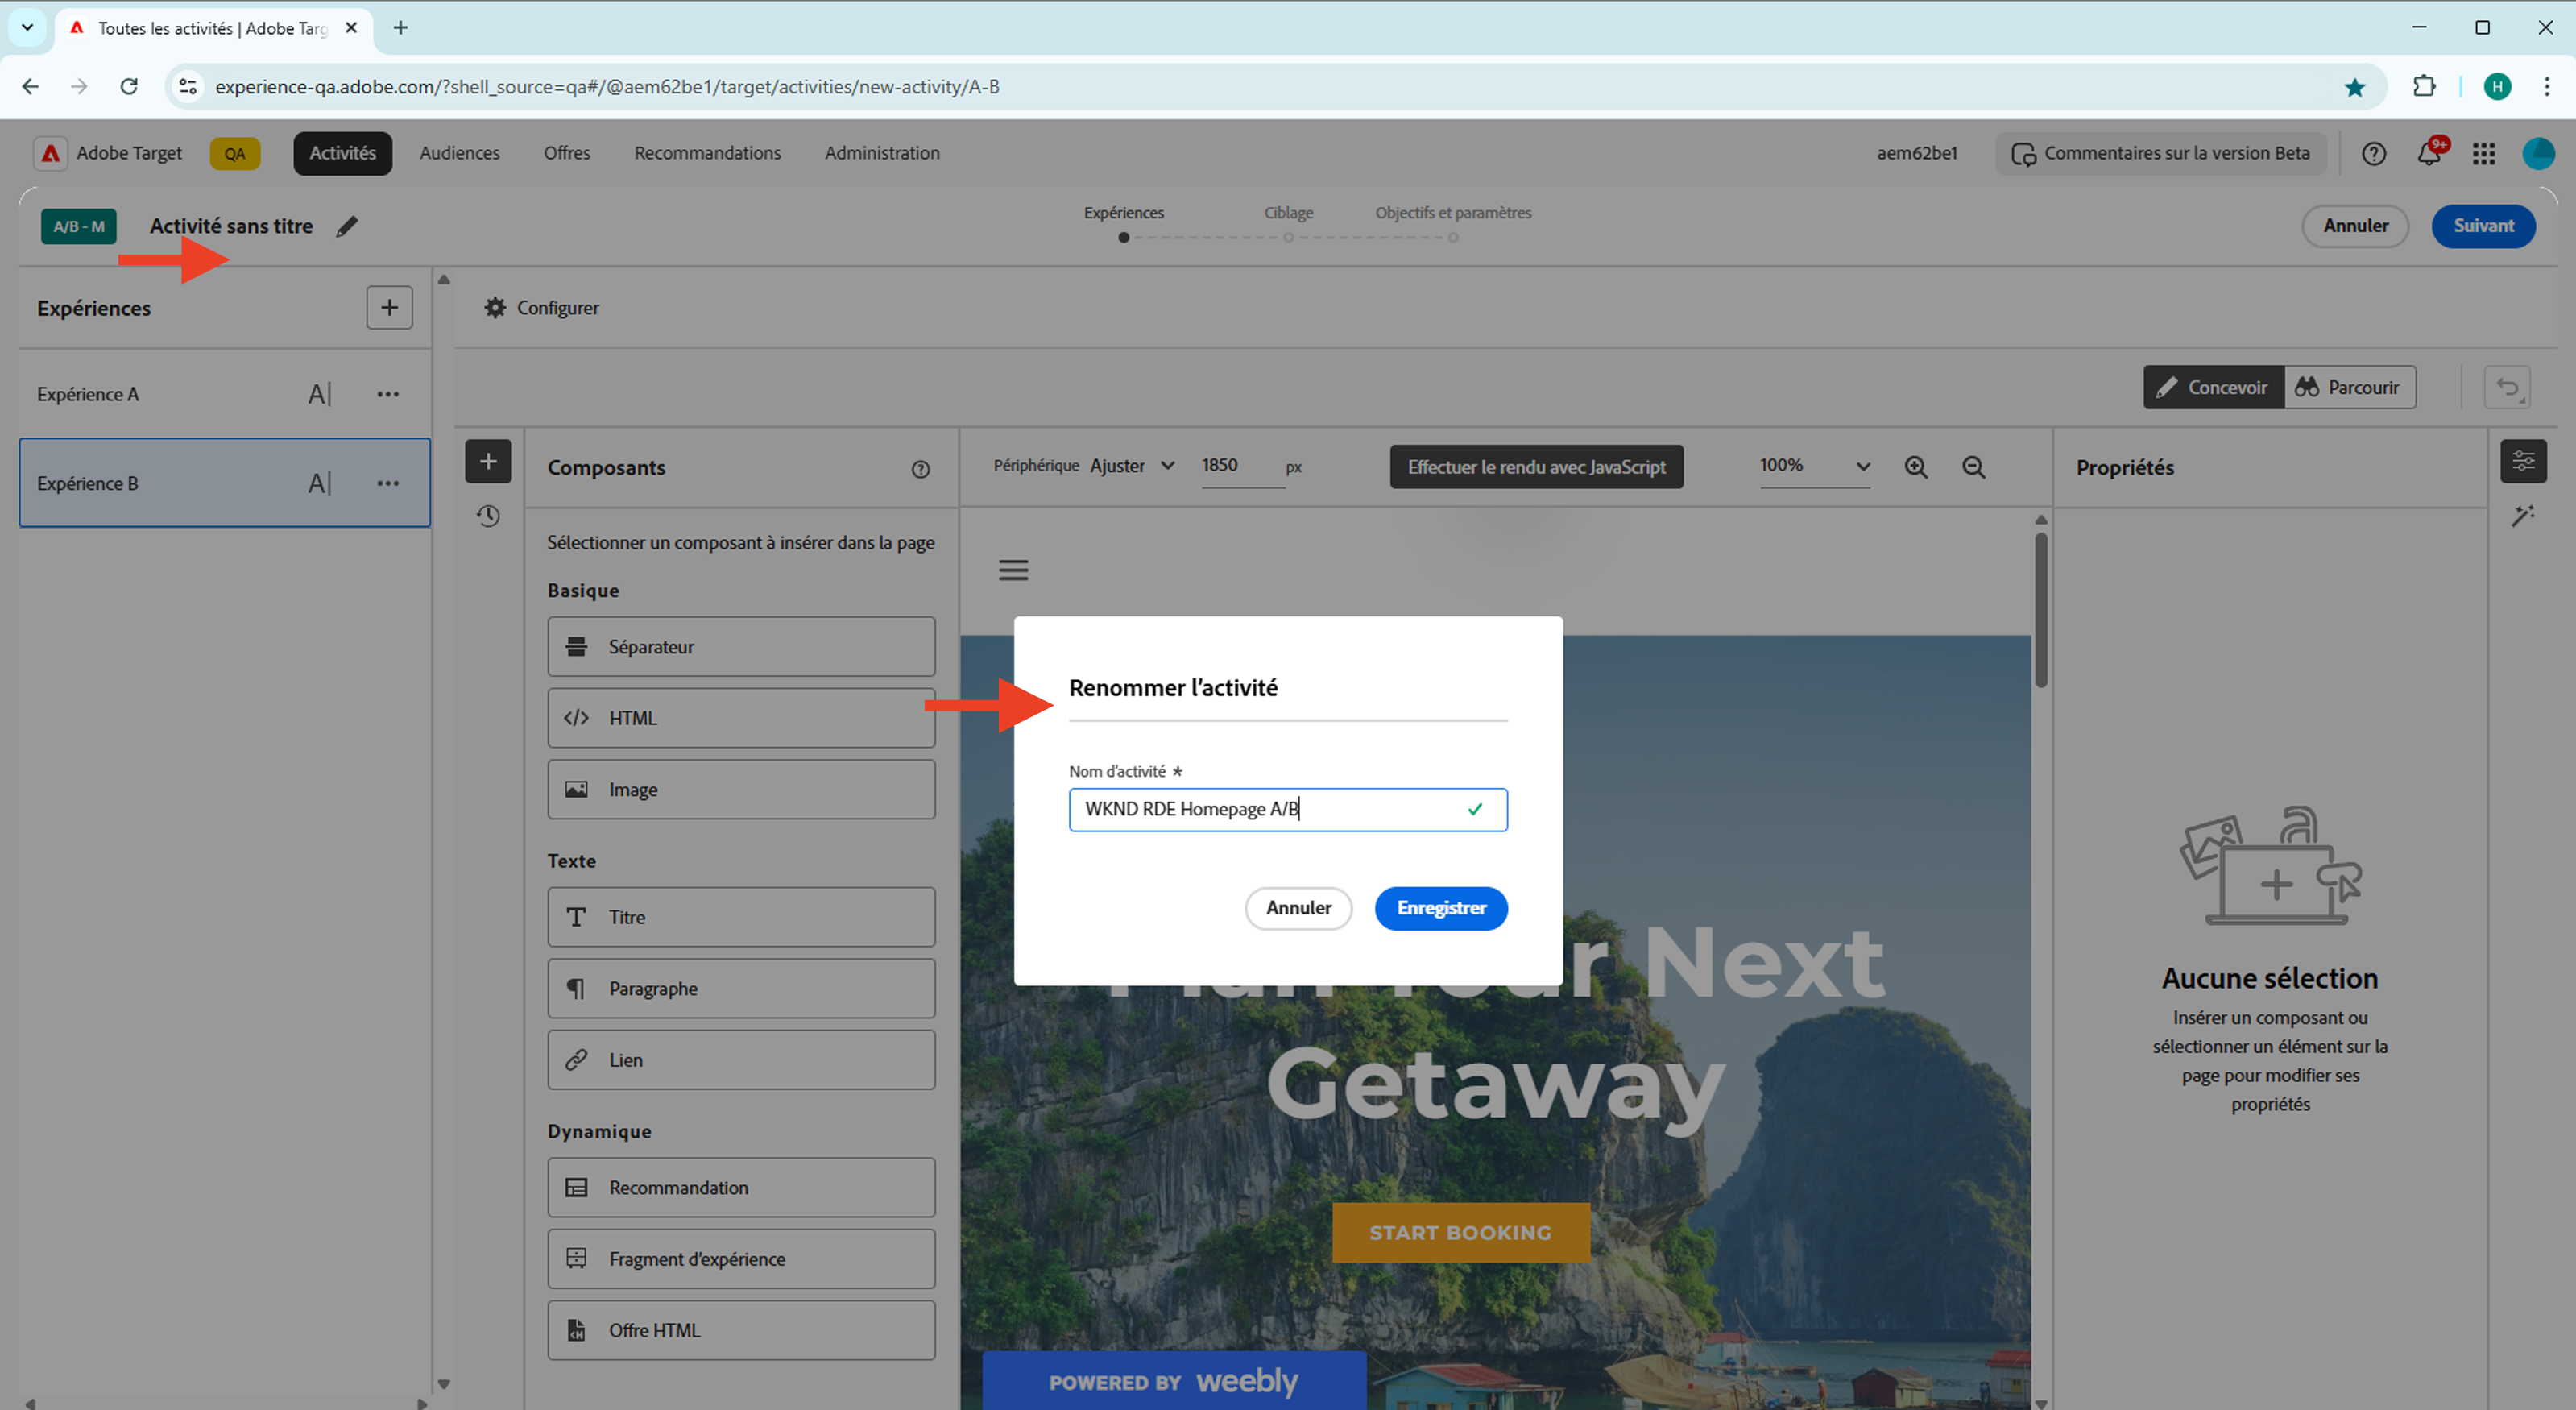 Toutes les activités | Adobe Targ
experience-qa.adobe.com/?shell_source=qa#/@aem62be1/target/activities/new-activity/A-B
H
Adobe Target
QA
Activités
Audiences
Offres
Recommandations
Administration
aem62be1
Commentaires sur la version Beta
9+
A/B - M
Activité sans titre
Expériences
Ciblage
Objectifs et paramètres
Annuler
Suivant
Expériences
Configurer
Expérience A
A|
Concevoir
Parcourir
Expérience B
A|
Composants
Périphérique
Ajuster
1850
px
Effectuer le rendu avec JavaScript
100%
Propriétés
Sélectionner un composant à insérer dans la page
Basique
Séparateur
HTML
Image
Texte
Titre
Paragraphe
Lien
Dynamique
Recommandation
Fragment d'expérience
Offre HTML
Renommer l'activité
Nom d'activité *
WKND RDE Homepage A/B
Annuler
Enregistrer
Plan Your Next
Getaway
START BOOKING
POWERED BY weebly
Aucune sélection
Insérer un composant ou
sélectionner un élément sur la
page pour modifier ses
propriétés